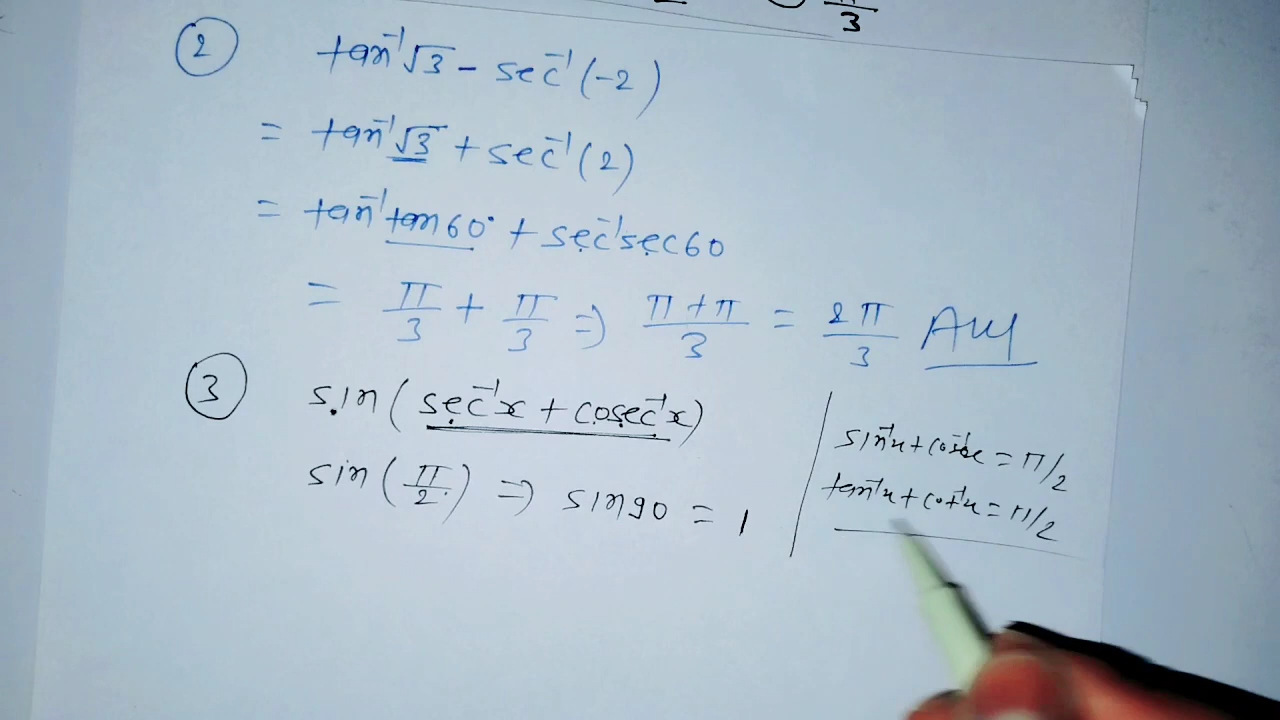 π/3
② tan⁻¹√3 - sec⁻¹(-2)
= tan⁻¹√3 + sec⁻¹(2)
= tan⁻¹tan60° + sec⁻¹sec60
= π/3 + π/3 ⇒ π+π/3 = 2π/3 Ans
③ sin(sec⁻¹x + cosec⁻¹x)
sin(π/2) ⇒ sin90 = 1
sin⁻¹x + cos⁻¹x = π/2
tan⁻¹x + cot⁻¹x = π/2